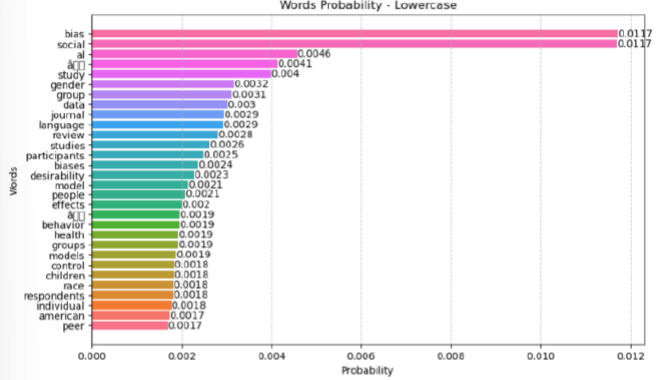 Words Probability - Lowercase
bias 0.0117
social 0.0117
al 0.0046
â 0.0041
study 0.004
gender 0.0032
group 0.0031
data 0.003
journal 0.0029
language 0.0029
review 0.0028
studies 0.0026
participants 0.0025
biases 0.0024
desirability 0.0023
model 0.0021
people 0.0021
effects 0.002
â 0.0019
behavior 0.0019
health 0.0019
groups 0.0019
models 0.0019
control 0.0018
children 0.0018
race 0.0018
respondents 0.0018
individual 0.0018
american 0.0017
peer 0.0017
Words
0.000 0.002 0.004 0.006 0.008 0.010 0.012
Probability